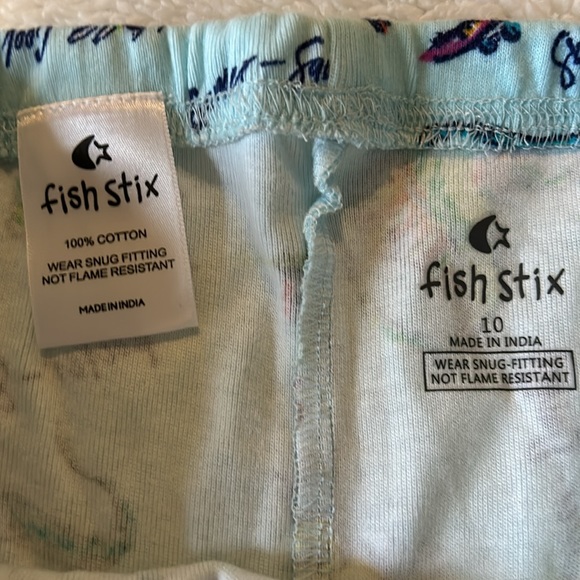 fish stix
100% COTTON
WEAR SNUG FITTING
NOT FLAME RESISTANT
MADE IN INDIA
fish stix
10
MADE IN INDIA
WEAR SNUG-FITTING
NOT FLAME RESISTANT